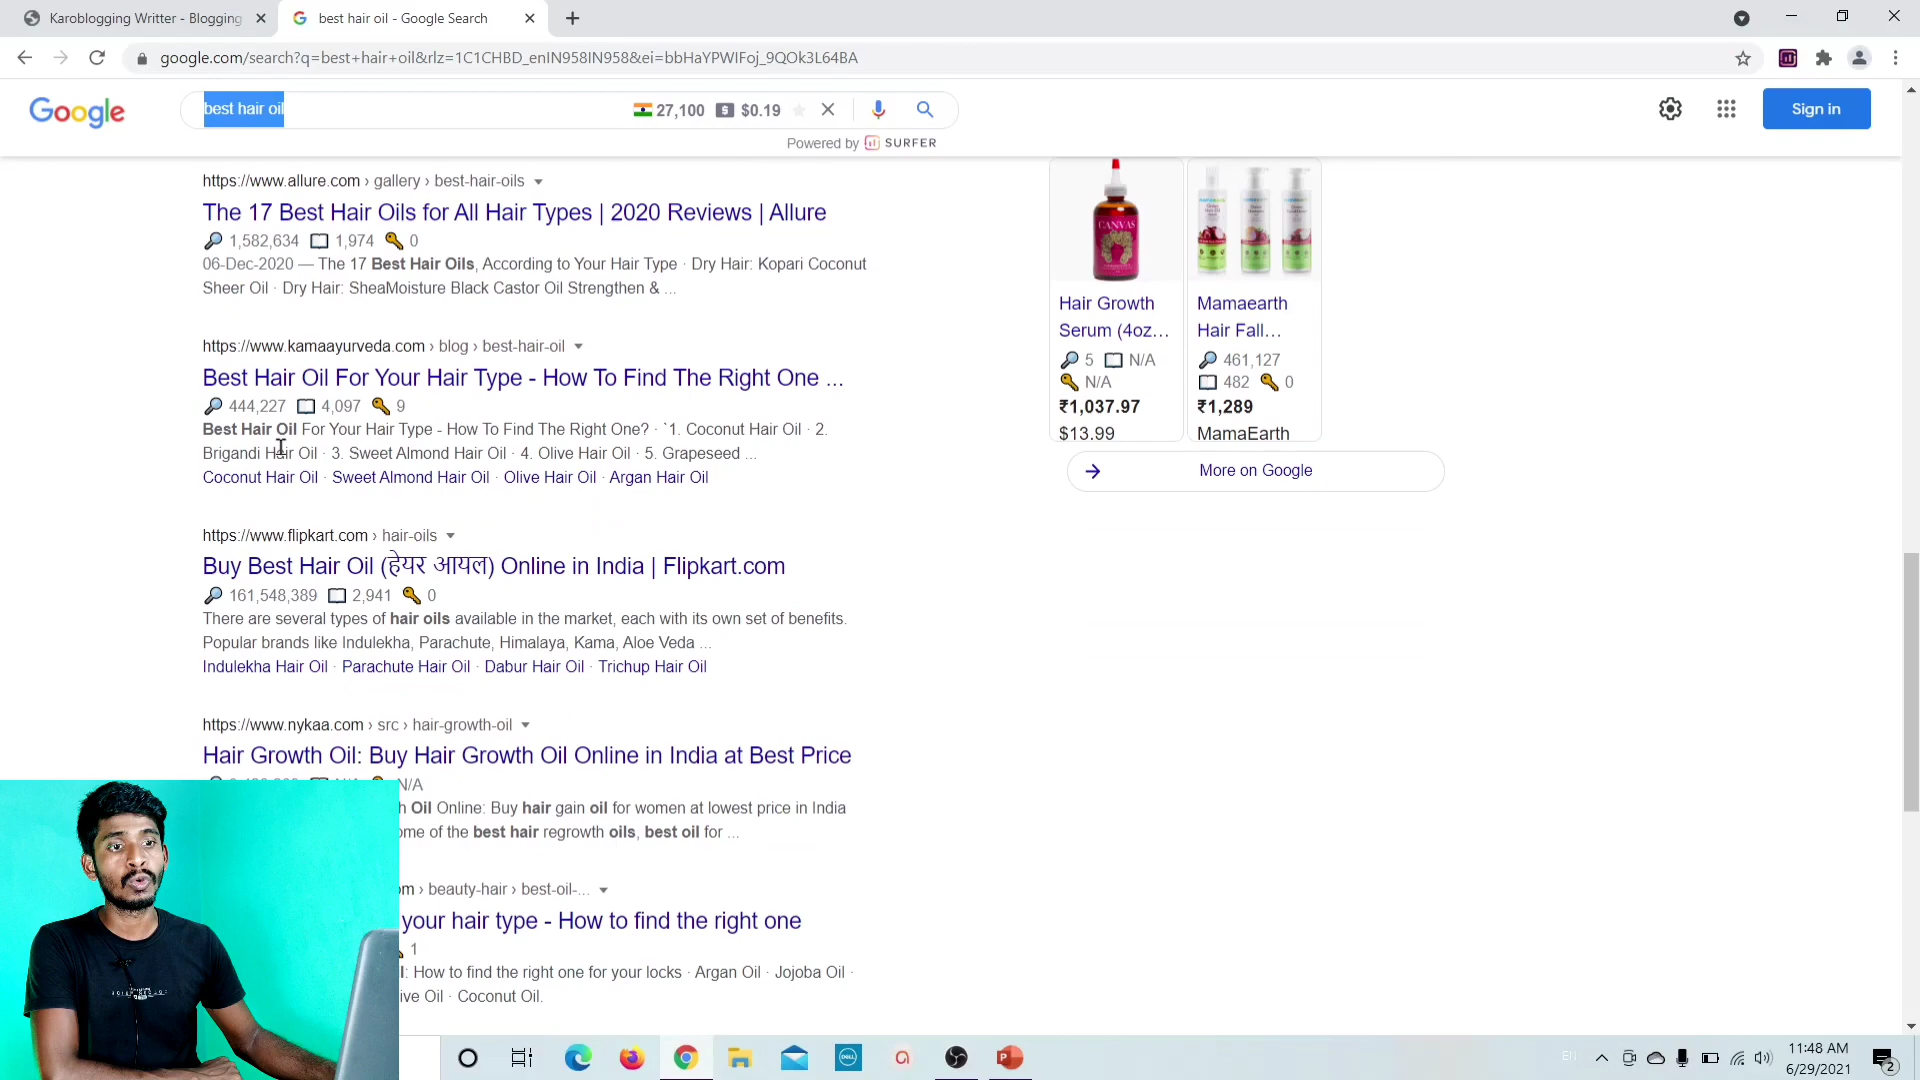 Karoblogging Writter - Blogging
best hair oil - Google Search
google.com/search?q=best+hair+oil&rlz=1C1CHBD_enIN958IN958&ei=bbHaYPWIFoj_9QOk3L64BA
Google
best hair oil
27,100 $ $0.19
Sign in
Powered by SURFER
https://www.allure.com › gallery › best-hair-oils
The 17 Best Hair Oils for All Hair Types | 2020 Reviews | Allure
1,582,634 1,974 0
06-Dec-2020 — The 17 Best Hair Oils, According to Your Hair Type · Dry Hair: Kopari Coconut
Sheer Oil · Dry Hair: SheaMoisture Black Castor Oil Strengthen & ...
https://www.kamaayurveda.com › blog › best-hair-oil
Best Hair Oil For Your Hair Type - How To Find The Right One ...
444,227 4,097 9
Best Hair Oil For Your Hair Type - How To Find The Right One? · `1. Coconut Hair Oil · 2.
Brigandi Hair Oil · 3. Sweet Almond Hair Oil · 4. Olive Hair Oil · 5. Grapeseed ...
Coconut Hair Oil · Sweet Almond Hair Oil · Olive Hair Oil · Argan Hair Oil
https://www.flipkart.com › hair-oils
Buy Best Hair Oil (हेयर आयल) Online in India | Flipkart.com
161,548,389 2,941 0
There are several types of hair oils available in the market, each with its own set of benefits.
Popular brands like Indulekha, Parachute, Himalaya, Kama, Aloe Veda ...
Indulekha Hair Oil · Parachute Hair Oil · Dabur Hair Oil · Trichup Hair Oil
https://www.nykaa.com › src › hair-growth-oil
Hair Growth Oil: Buy Hair Growth Oil Online in India at Best Price
N/A
Oil Online: Buy hair gain oil for women at lowest price in India
ome of the best hair regrowth oils, best oil for ...
om › beauty-hair › best-oil-...
your hair type - How to find the right one
1
: How to find the right one for your locks · Argan Oil · Jojoba Oil ·
ive Oil · Coconut Oil.
CANVAS
Hair Growth
Serum (4oz...
5 N/A
N/A
₹1,037.97
$13.99
Mamaearth
Hair Fall...
461,127
482 0
₹1,289
MamaEarth
More on Google
DELL
P
EN
11:48 AM
6/29/2021
2